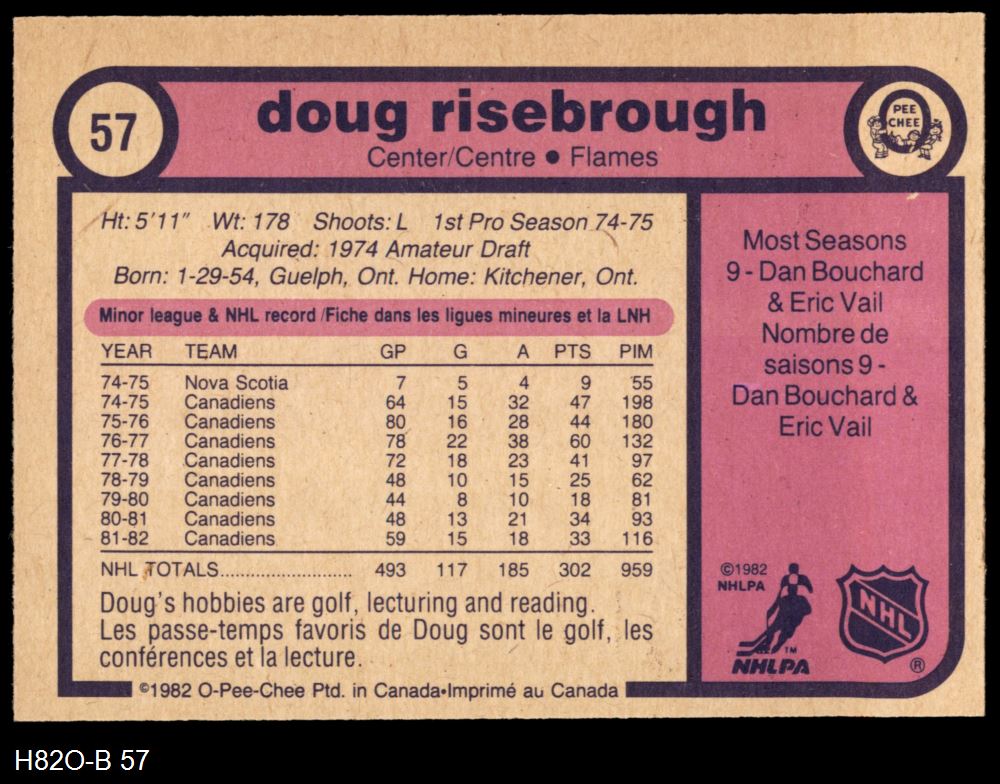 57
doug risebrough
Center/Centre • Flames
PEE
CHEE
Ht: 5'11" Wt: 178 Shoots: L 1st Pro Season 74-75
Acquired: 1974 Amateur Draft
Born: 1-29-54, Guelph, Ont. Home: Kitchener, Ont.
Minor league & NHL record /Fiche dans les ligues mineures et la LNH
YEAR TEAM GP G A PTS PIM
74-75 Nova Scotia 7 5 4 9 55
74-75 Canadiens 64 15 32 47 198
75-76 Canadiens 80 16 28 44 180
76-77 Canadiens 78 22 38 60 132
77-78 Canadiens 72 18 23 41 97
78-79 Canadiens 48 10 15 25 62
79-80 Canadiens 44 8 10 18 81
80-81 Canadiens 48 13 21 34 93
81-82 Canadiens 59 15 18 33 116
NHL TOTALS............................ 493 117 185 302 959
Doug's hobbies are golf, lecturing and reading.
Les passe-temps favoris de Doug sont le golf, les
conférences et la lecture.
©1982 O-Pee-Chee Ptd. in Canada•Imprimé au Canada
Most Seasons
9 - Dan Bouchard
& Eric Vail
Nombre de
saisons 9 -
Dan Bouchard &
Eric Vail
©1982
NHLPA
TM
NHLPA
NHL
®
H82O-B 57